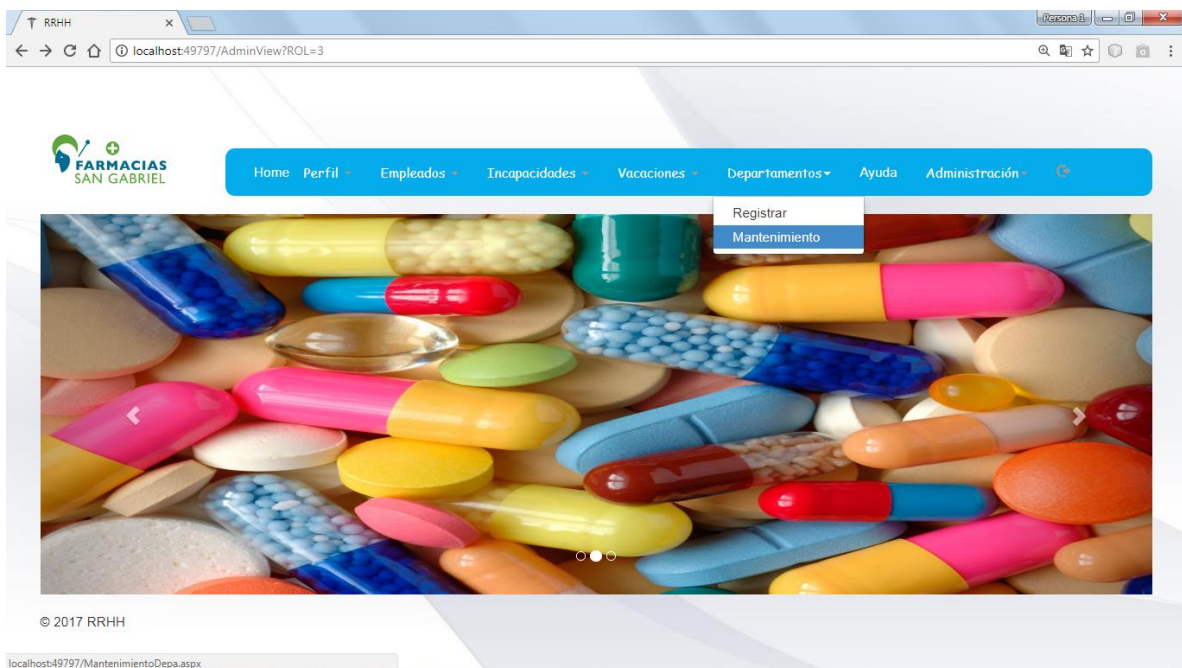 RRHH
Persona 1
localhost:49797/AdminView?ROL=3
FARMACIAS
SAN GABRIEL
Home Perfil Empleados Incapacidades Vacaciones Departamentos Ayuda Administración
Registrar
Mantenimiento
© 2017 RRHH
localhost:49797/MantenimientoDepa.aspx